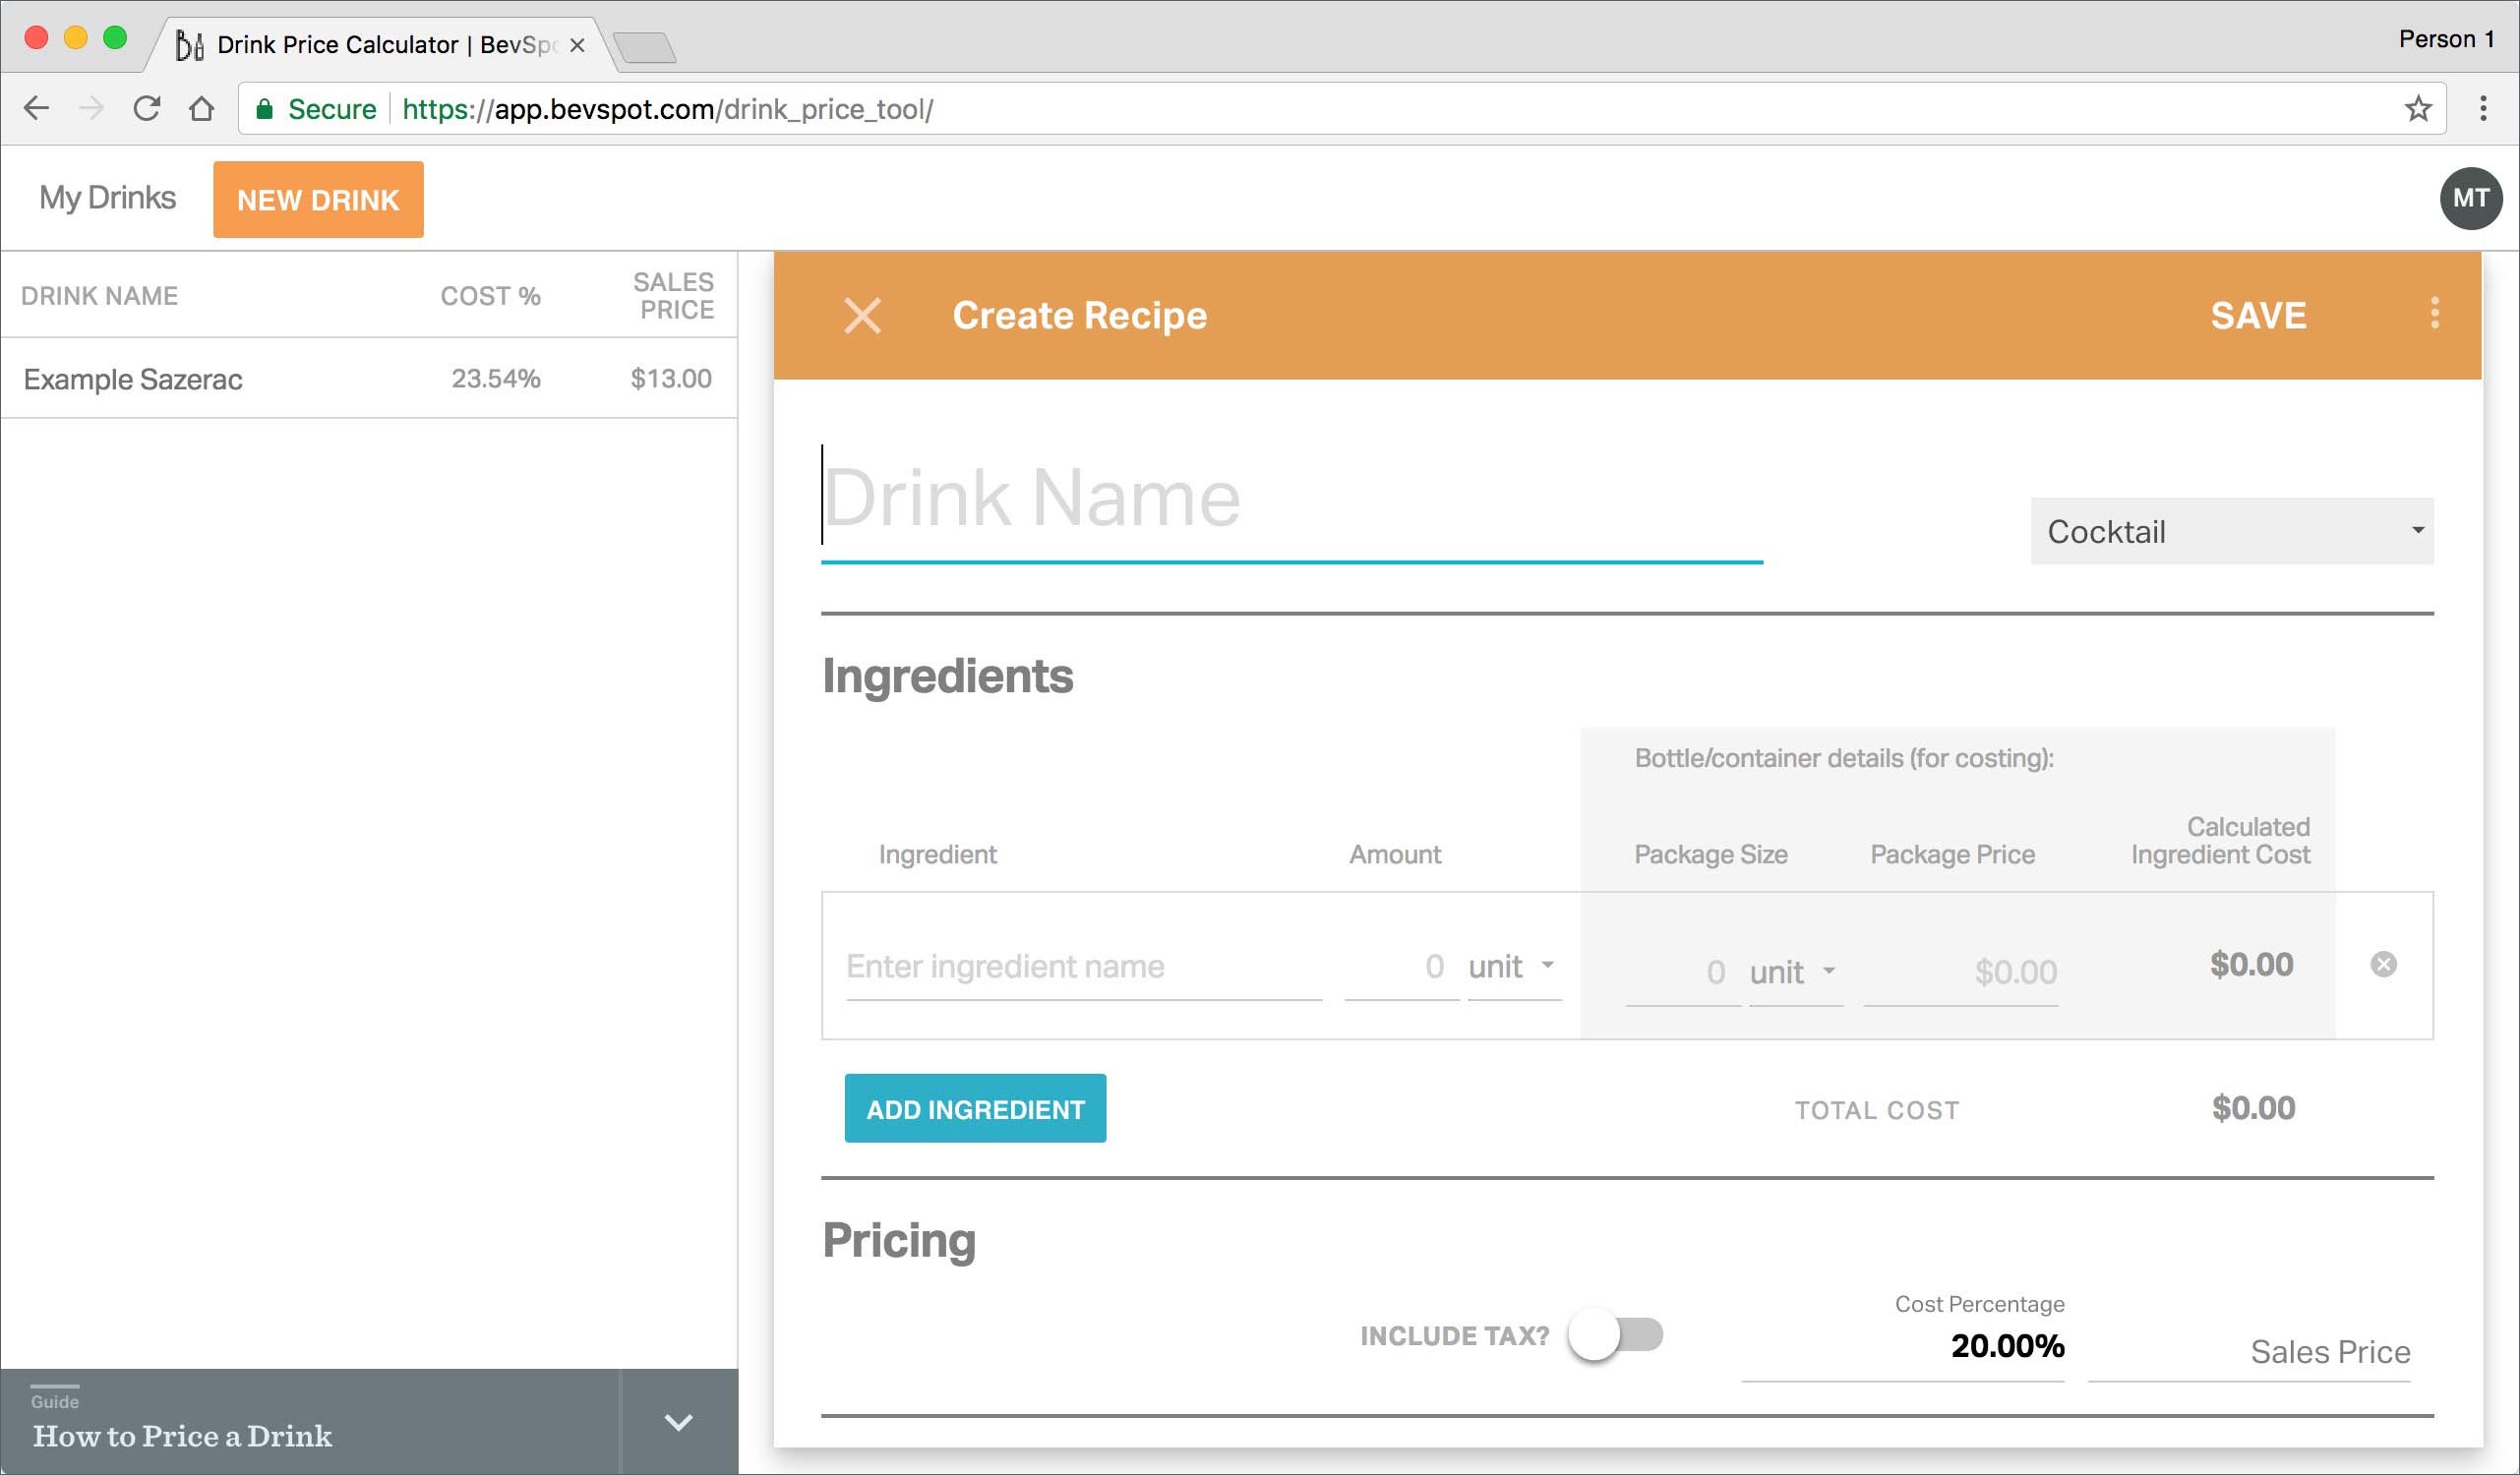 Drink Price Calculator | BevSpo
Person 1
Secure
https://app.bevspot.com/drink_price_tool/
My Drinks
NEW DRINK
MT
DRINK NAME
COST %
SALES
PRICE
Example Sazerac
23.54%
$13.00
Guide
How to Price a Drink
Create Recipe
SAVE
Drink Name
Cocktail
Ingredients
Bottle/container details (for costing):
Ingredient
Amount
Package Size
Package Price
Calculated
Ingredient Cost
Enter ingredient name
0
unit
0
unit
$0.00
$0.00
ADD INGREDIENT
TOTAL COST
$0.00
Pricing
INCLUDE TAX?
Cost Percentage
20.00%
Sales Price